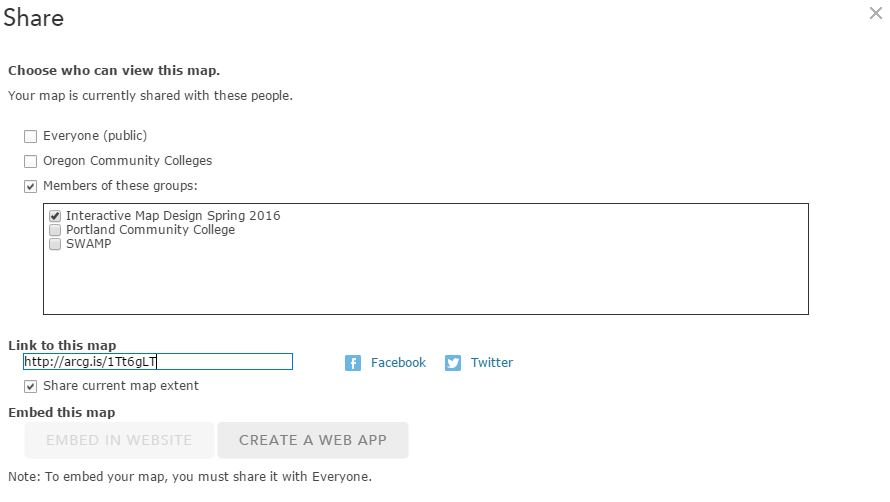 Share
Choose who can view this map.
Your map is currently shared with these people.
Everyone (public)
Oregon Community Colleges
Members of these groups:
Interactive Map Design Spring 2016
Portland Community College
SWAMP
Link to this map
http://arcg.is/1Tt6gLT
Facebook
Twitter
Share current map extent
Embed this map
EMBED IN WEBSITE
CREATE A WEB APP
Note: To embed your map, you must share it with Everyone.